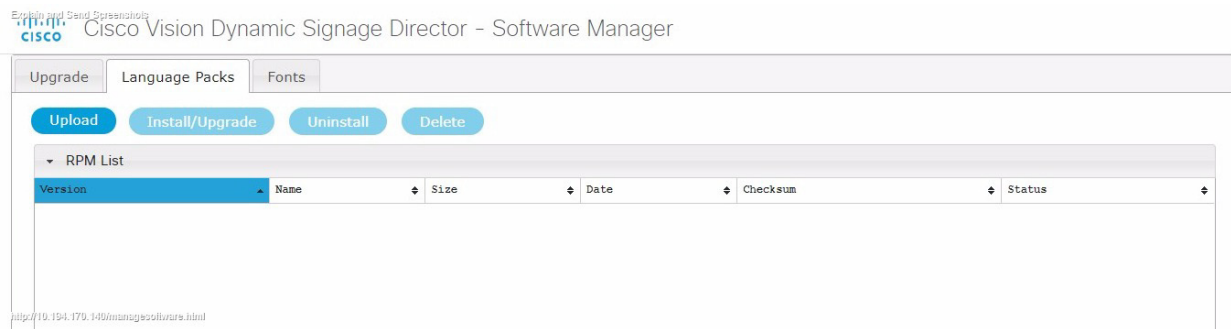 Explain and Send Screenshots
CISCO Cisco Vision Dynamic Signage Director - Software Manager
Upgrade Language Packs Fonts
Upload Install/Upgrade Uninstall Delete
RPM List
Version Name Size Date Checksum Status
http://10.194.170.140/managesoftware.html